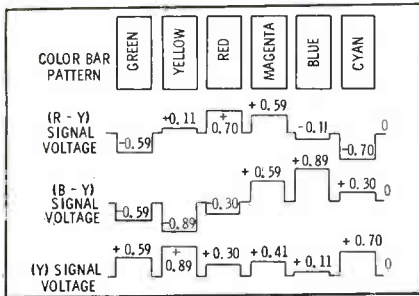 COLOR BAR PATTERN
GREEN YELLOW RED MAGENTA BLUE CYAN
(R - Y) SIGNAL VOLTAGE
-0.59 +0.11 + 0.70 + 0.59 -0.11 -0.70 0
(B - Y) SIGNAL VOLTAGE
-0.59 -0.89 -0.30 + 0.59 + 0.89 + 0.30 0
(Y) SIGNAL VOLTAGE
+ 0.59 + 0.89 + 0.30 + 0.41 + 0.11 + 0.70 0